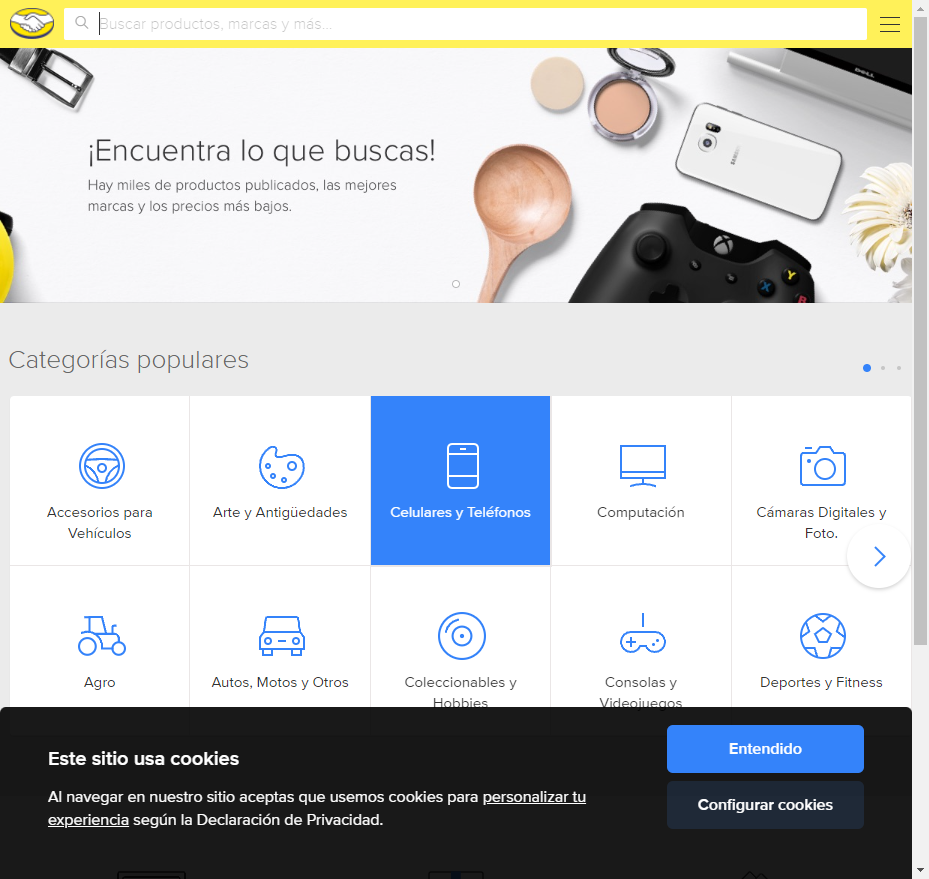 Buscar productos, marcas y más...
DELL
¡Encuentra lo que buscas!
Hay miles de productos publicados, las mejores
marcas y los precios más bajos.
SAMSUNG
Y
X
B
Categorías populares
Accesorios para
Vehículos
Arte y Antigüedades
Celulares y Teléfonos
Computación
Cámaras Digitales y
Foto.
Agro
Autos, Motos y Otros
Coleccionables y
Hobbies
Consolas y
Videojuegos
Deportes y Fitness
Este sitio usa cookies
Al navegar en nuestro sitio aceptas que usemos cookies para personalizar tu
experiencia según la Declaración de Privacidad.
Entendido
Configurar cookies